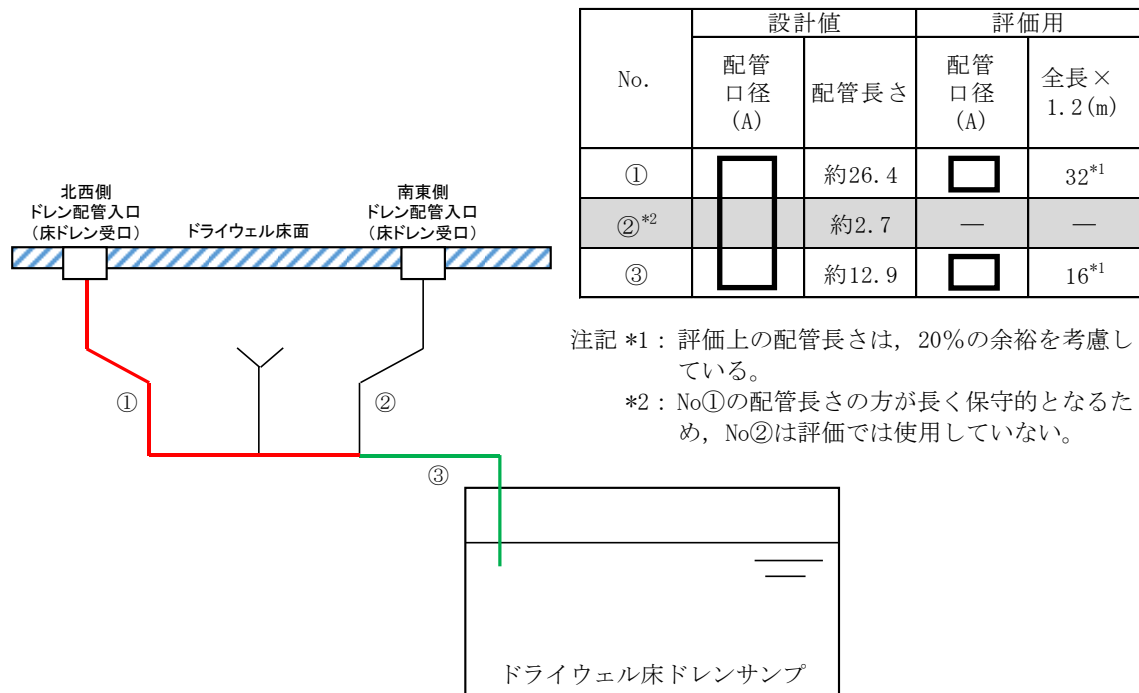 設計値 評価用
No. 配管口径(A) 配管長さ 配管口径(A) 全長×1.2(m)
① 約26.4 32*1
②*2 約2.7 — —
③ 約12.9 16*1
注記 *1：評価上の配管長さは，20％の余裕を考慮し
ている。
*2：No①の配管長さの方が長く保守的となるた
め，No②は評価では使用していない。
北西側
ドレン配管入口
（床ドレン受口）
ドライウェル床面
南東側
ドレン配管入口
（床ドレン受口）
①
②
③
ドライウェル床ドレンサンプ